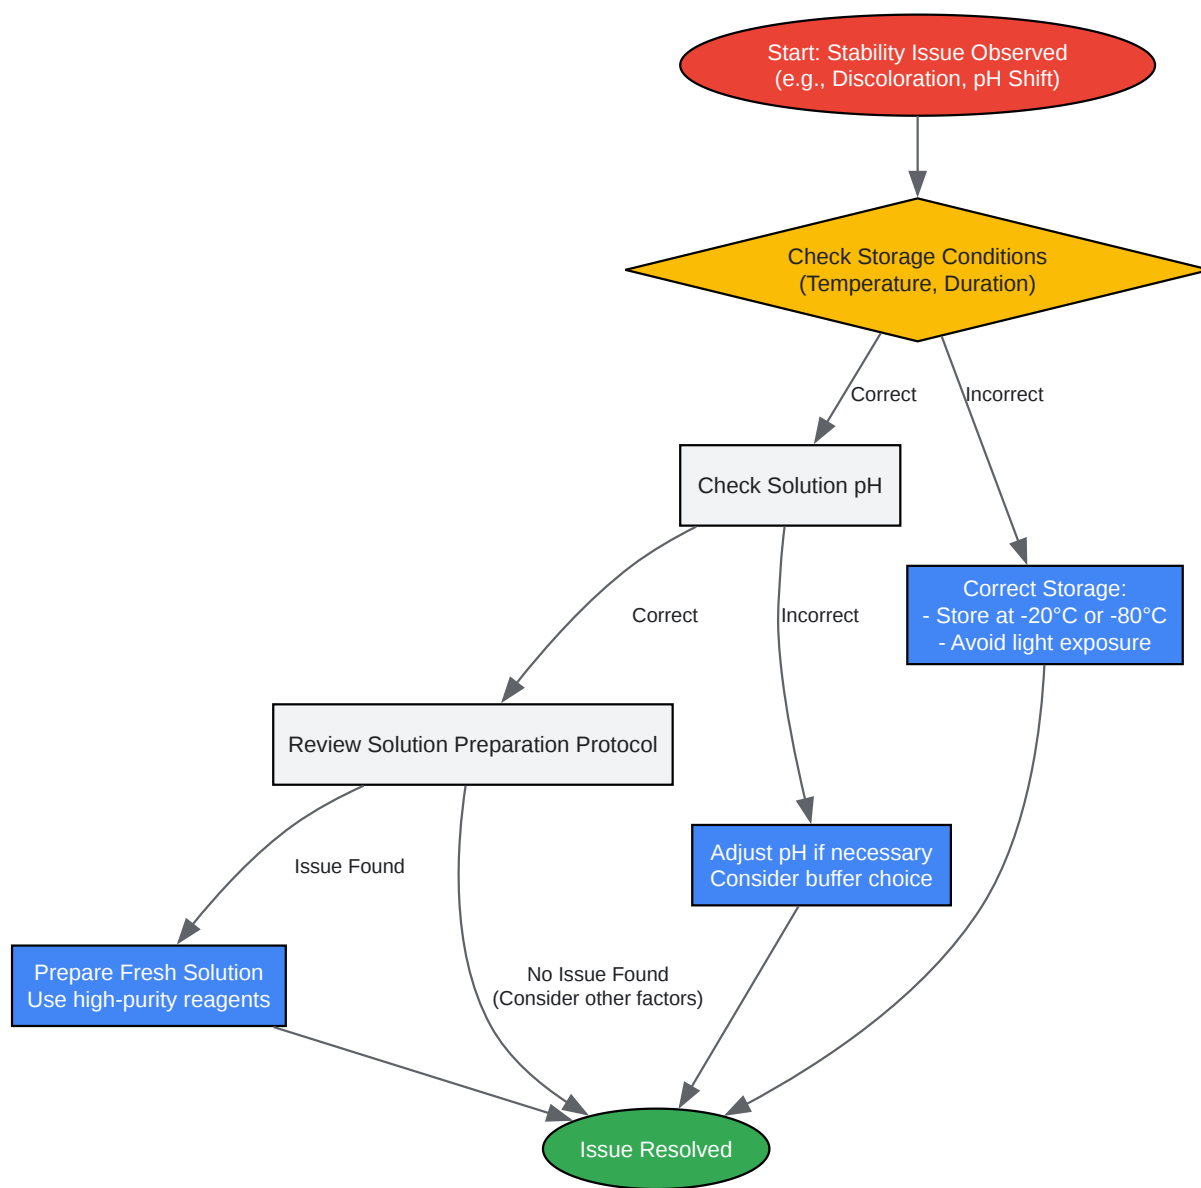 Start: Stability Issue Observed
(e.g., Discoloration, pH Shift)
Check Storage Conditions
(Temperature, Duration)
Correct
Incorrect
Check Solution pH
Correct Storage:
- Store at -20°C or -80°C
- Avoid light exposure
Correct
Incorrect
Review Solution Preparation Protocol
Adjust pH if necessary
Consider buffer choice
Issue Found
Prepare Fresh Solution
Use high-purity reagents
No Issue Found
(Consider other factors)
Issue Resolved